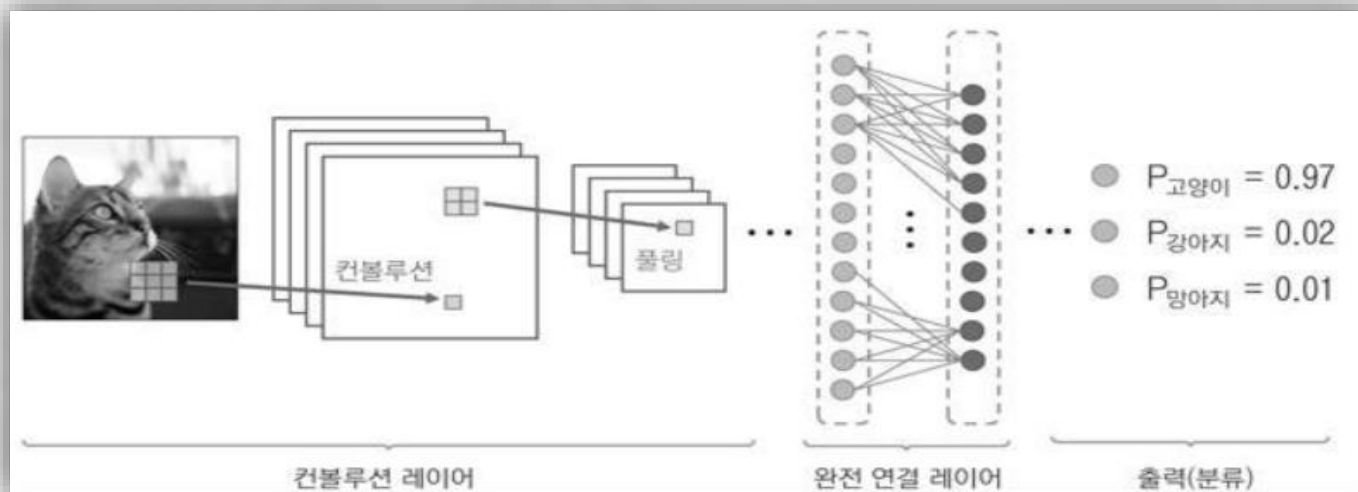 컨볼루션
풀링
P고양이 = 0.97
P강아지 = 0.02
P망아지 = 0.01
컨볼루션 레이어
완전 연결 레이어
출력(분류)